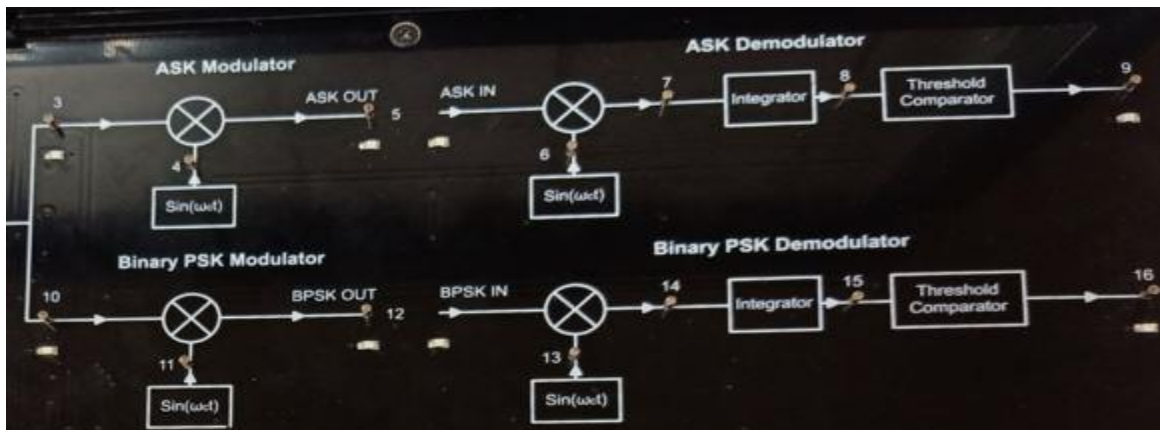 ASK Modulator
3
ASK OUT
5
4
Sin(ωct)
ASK Demodulator
ASK IN
7
Integrator
8
Threshold
Comparator
9
6
Sin(ωct)
Binary PSK Modulator
10
BPSK OUT
12
11
Sin(ωct)
Binary PSK Demodulator
BPSK IN
14
Integrator
15
Threshold
Comparator
16
13
Sin(ωct)